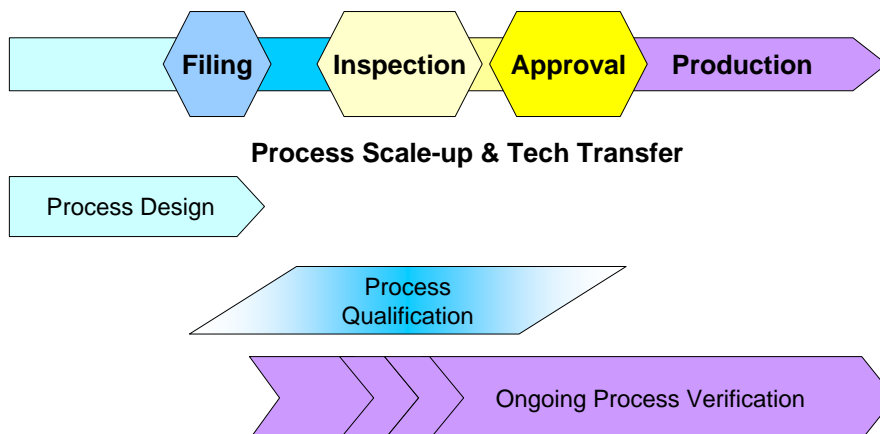 Filing
Inspection
Approval
Production
Process Scale-up & Tech Transfer
Process Design
Process
Qualification
Ongoing Process Verification